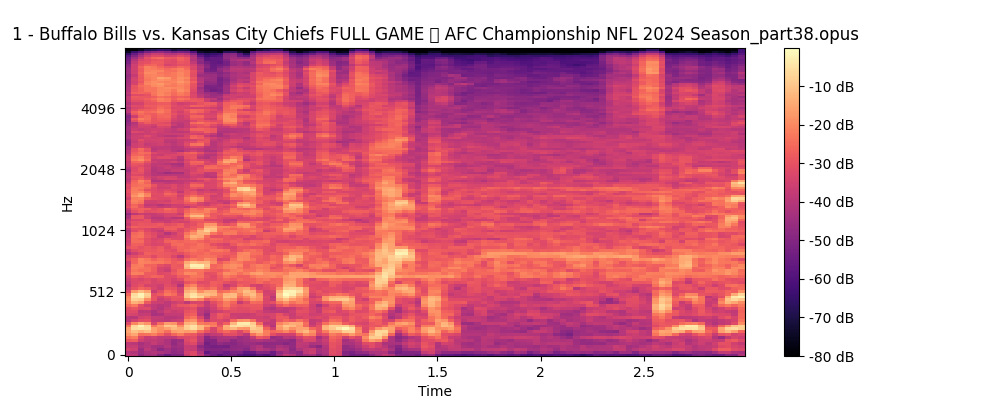 1 - Buffalo Bills vs. Kansas City Chiefs FULL GAME ▯ AFC Championship NFL 2024 Season_part38.opus
Hz
4096
2048
1024
512
0
0
0.5
1
1.5
2
2.5
Time
-10 dB
-20 dB
-30 dB
-40 dB
-50 dB
-60 dB
-70 dB
-80 dB